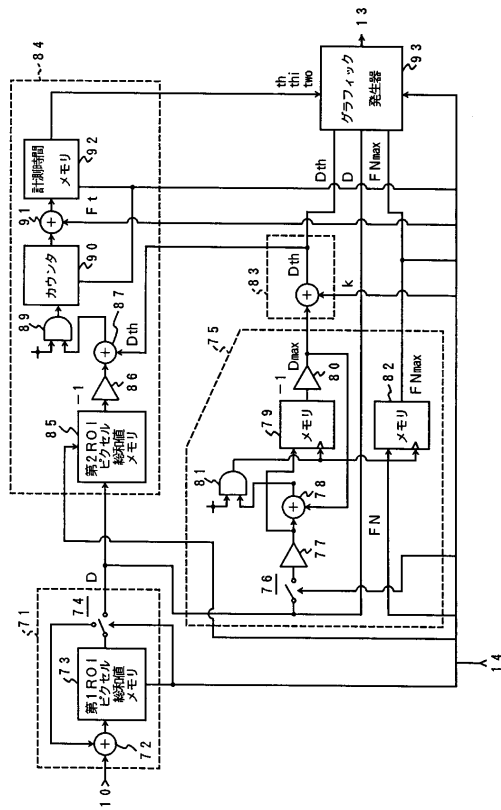 84
85
第2ROI
ピクセル
総和値
メモリ
-1
86
87
Dth
89
90
カウンタ
91
Ft
92
計測時間
メモリ
th
thi
two
71
10
72
73
第1ROI
ピクセル
総和値
メモリ
74
D
75
76
77
78
81
79
メモリ
-1
80
Dmax
FN
82
メモリ
FNmax
83
Dth
k
Dth
D
FNmax
グラフィック
発生器
93
13
14